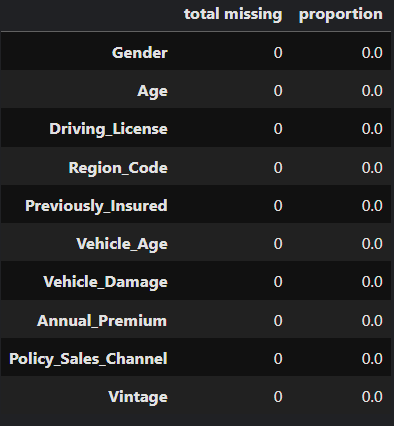 total missing proportion
Gender 0 0.0
Age 0 0.0
Driving_License 0 0.0
Region_Code 0 0.0
Previously_Insured 0 0.0
Vehicle_Age 0 0.0
Vehicle_Damage 0 0.0
Annual_Premium 0 0.0
Policy_Sales_Channel 0 0.0
Vintage 0 0.0